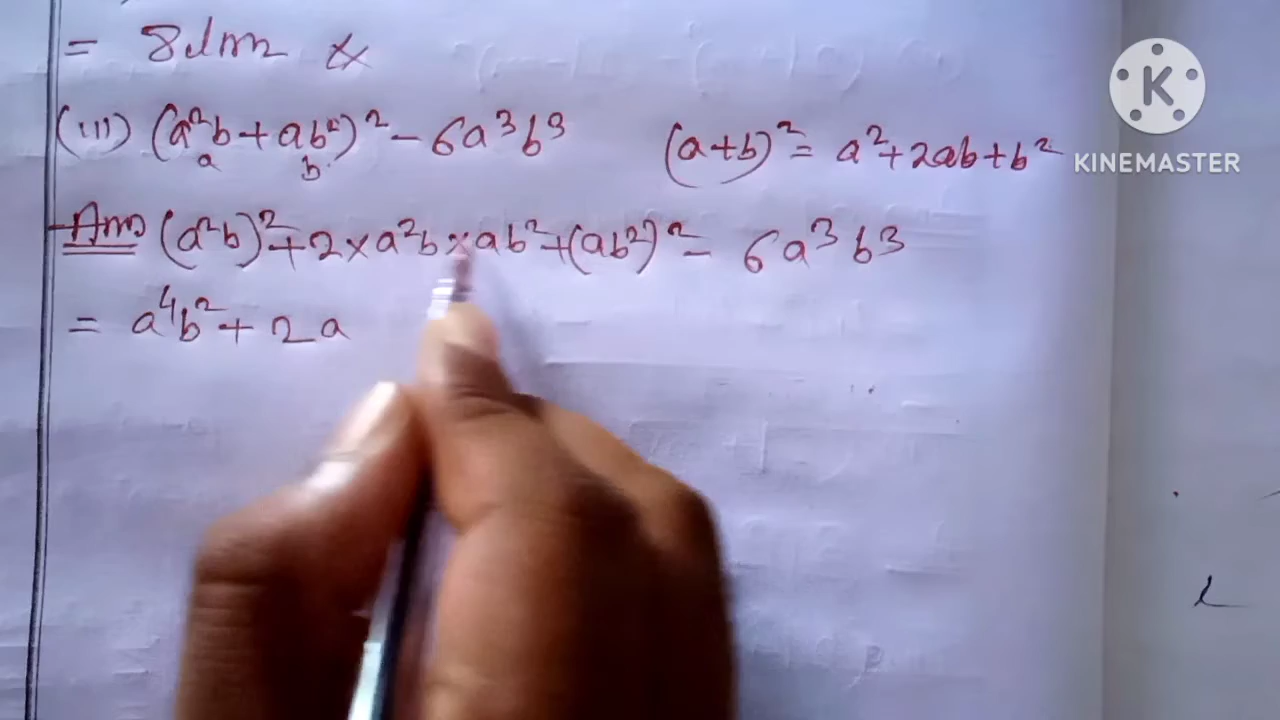 = 8lm
(iii) (a²b + ab²)² - 6a³b³
(a+b)² = a² + 2ab + b²
a b
Ans (a²b)² + 2 × a²b × ab² + (ab²)² - 6a³b³
= a⁴b² + 2a
K
KINEMASTER